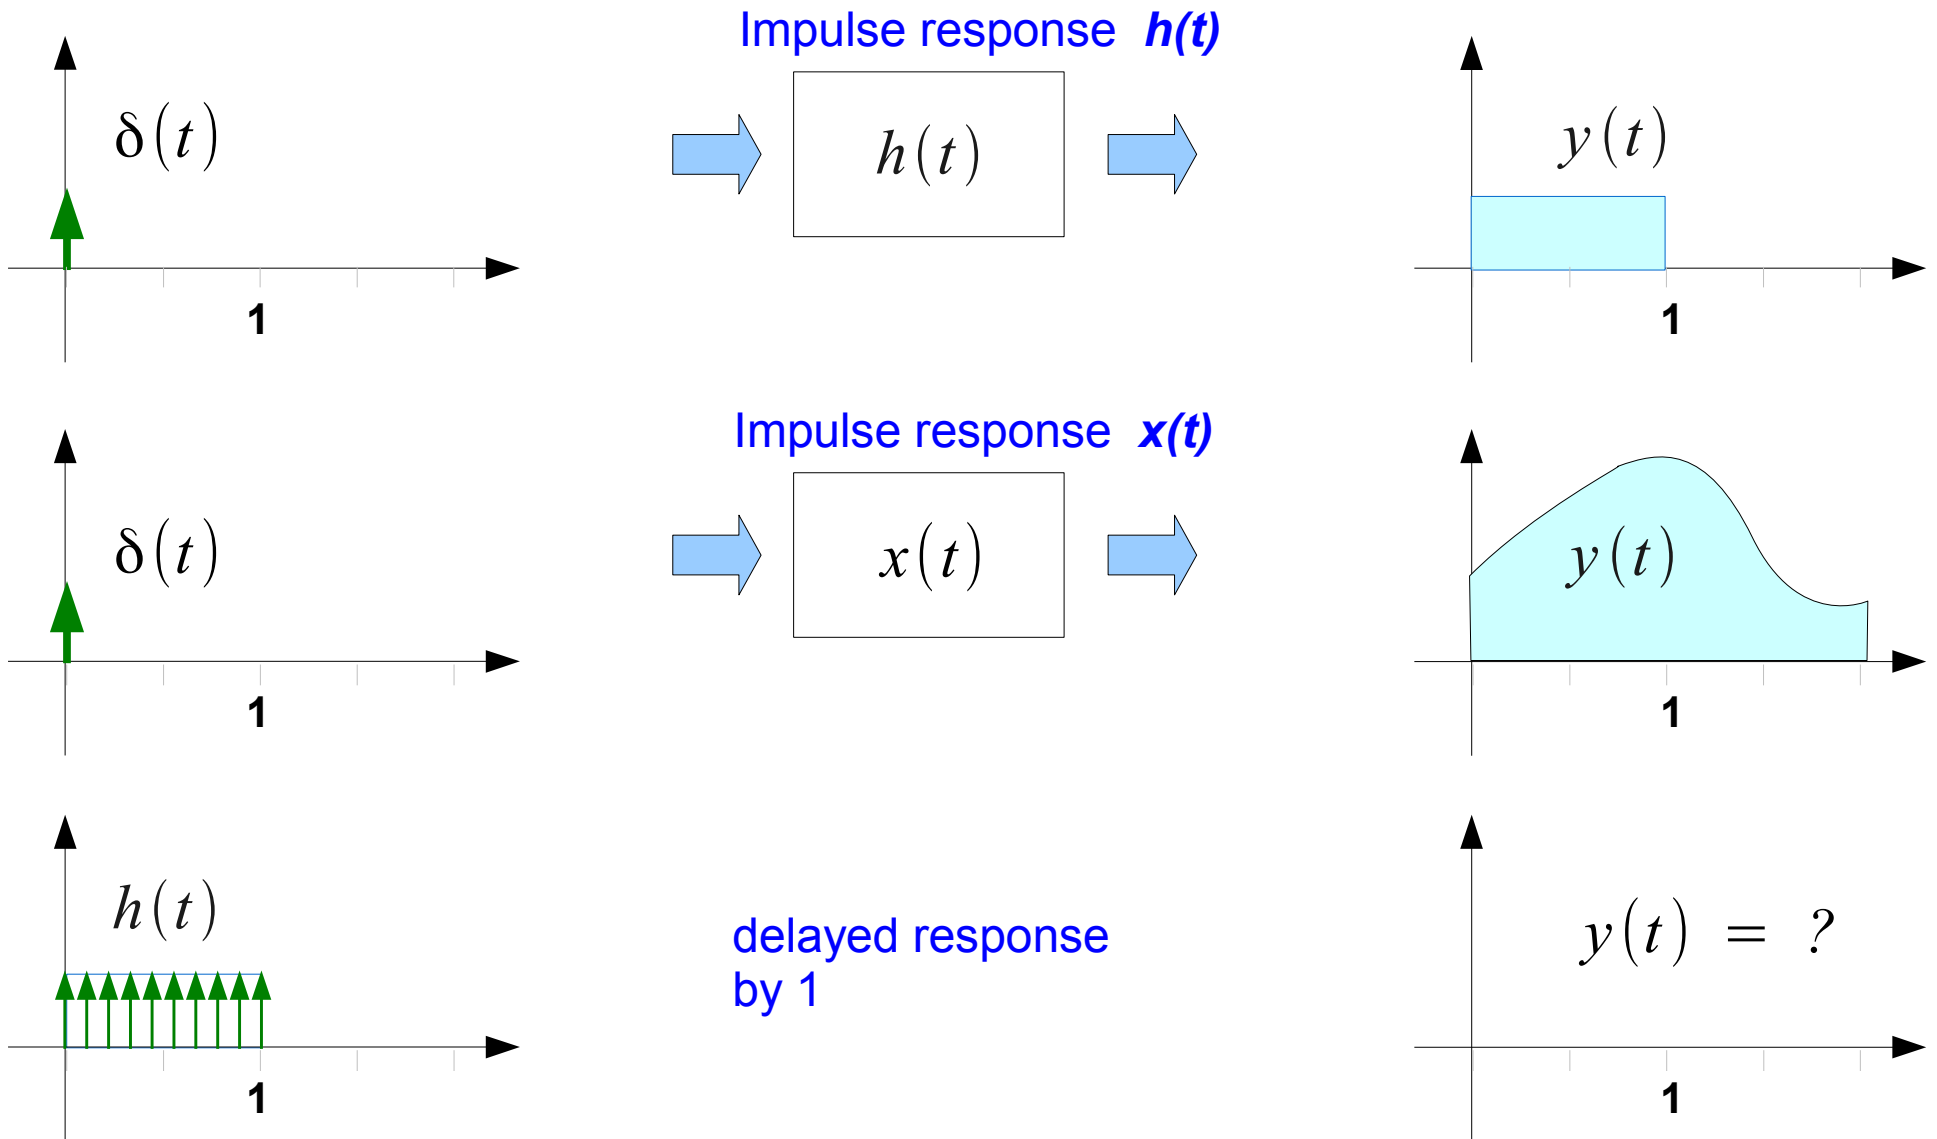 Impulse response h(t)
δ(t)
h(t)
y(t)
1
1
Impulse response x(t)
δ(t)
x(t)
y(t)
1
1
h(t)
delayed response
by 1
y(t) = ?
1
1